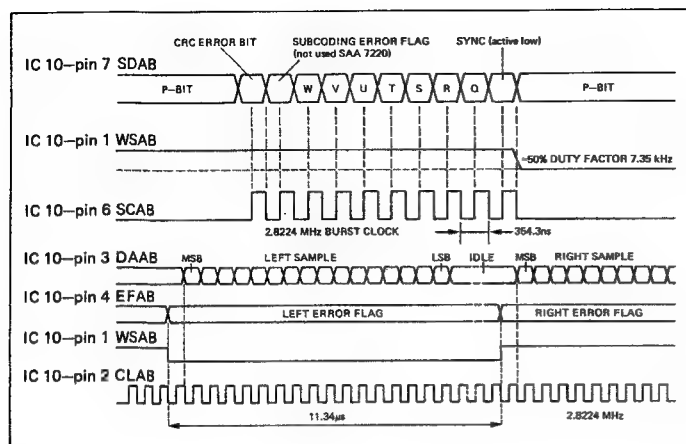 CRC ERROR BIT
SUBCODING ERROR FLAG
(not used SAA 7220)
SYNC (active low)
IC 10-pin 7 SDAB
P-BIT
W V U T S R Q
P-BIT
IC 10-pin 1 WSAB
≈50% DUTY FACTOR 7.35 kHz
IC 10-pin 6 SCAB
2.8224 MHz BURST CLOCK
354.3ns
IC 10-pin 3 DAAB
MSB
LEFT SAMPLE
LSB
IDLE
MSB
RIGHT SAMPLE
IC 10-pin 4 EFAB
LEFT ERROR FLAG
RIGHT ERROR FLAG
IC 10-pin 1 WSAB
IC 10-pin 2 CLAB
11.34µs
2.8224 MHz